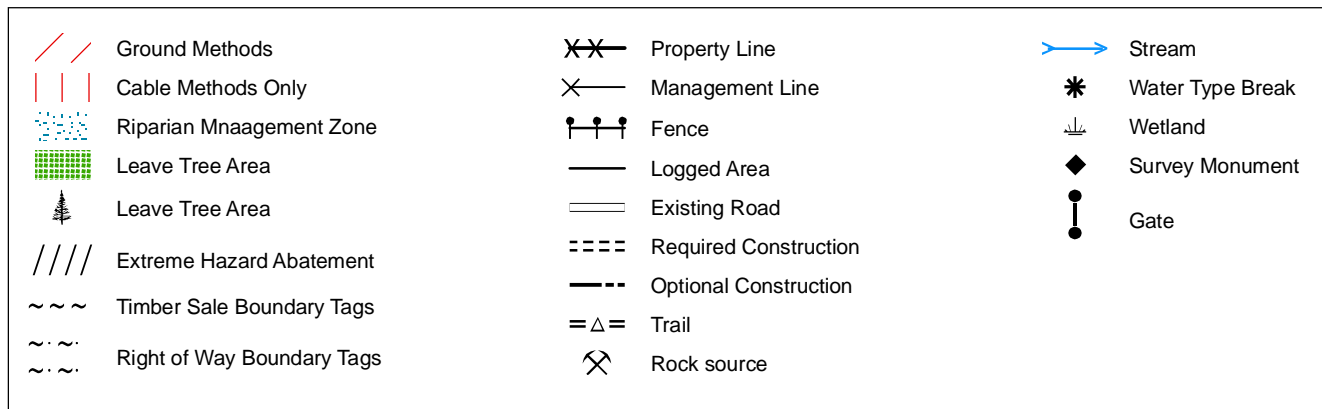 Ground Methods
Cable Methods Only
Riparian Mnaagement Zone
Leave Tree Area
Leave Tree Area
Extreme Hazard Abatement
Timber Sale Boundary Tags
Right of Way Boundary Tags
Property Line
Management Line
Fence
Logged Area
Existing Road
Required Construction
Optional Construction
Trail
Rock source
Stream
Water Type Break
Wetland
Survey Monument
Gate